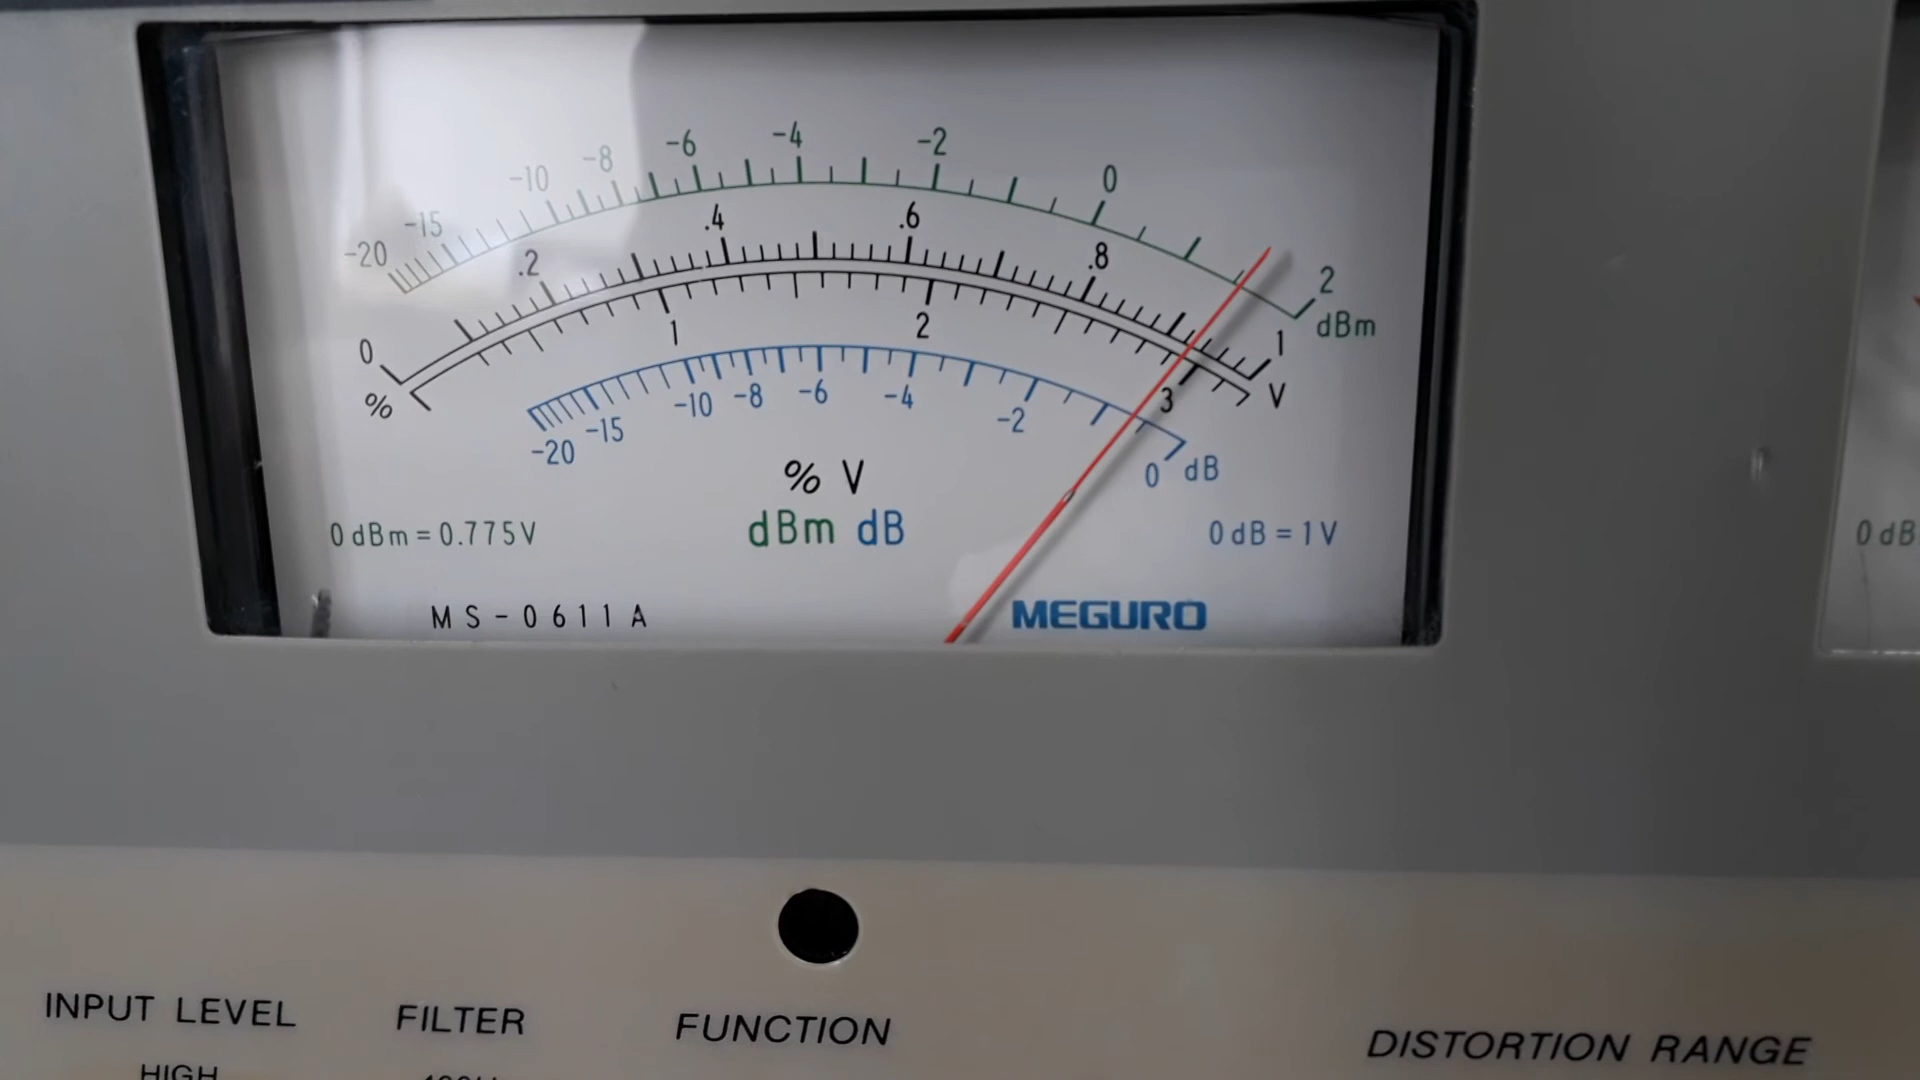 -20 -15 -10 -8 -6 -4 -2 0 2 dBm
0 .2 .4 .6 .8 1
% 1 2 3 V
-20 -15 -10 -8 -6 -4 -2 0 dB
% V
dBm dB
0 dBm = 0.775V
0 dB = 1V
MS-0611A
MEGURO
0 dB
INPUT LEVEL
FILTER
FUNCTION
DISTORTION RANGE
HIGH